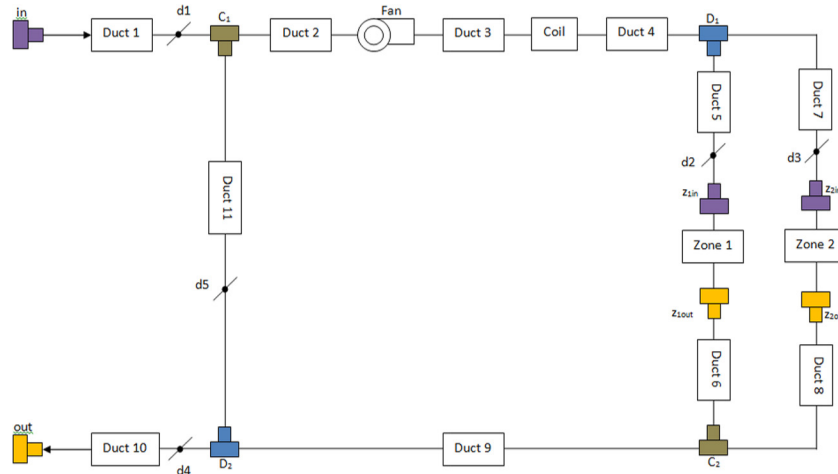 in
d1
C1
Fan
D1
Duct 1
Duct 2
Duct 3
Coil
Duct 4
Duct 5
Duct 7
d2
d3
z1in
z2in
Duct 11
Zone 1
Zone 2
d5
z1out
z2o
Duct 6
Duct 8
out
Duct 10
d4
D2
Duct 9
C2